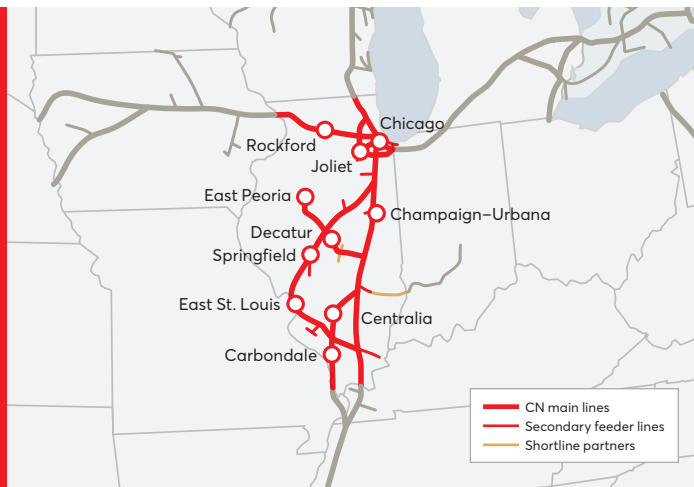 Chicago
Rockford
Joliet
East Peoria
Champaign–Urbana
Decatur
Springfield
East St. Louis
Centralia
Carbondale
CN main lines
Secondary feeder lines
Shortline partners